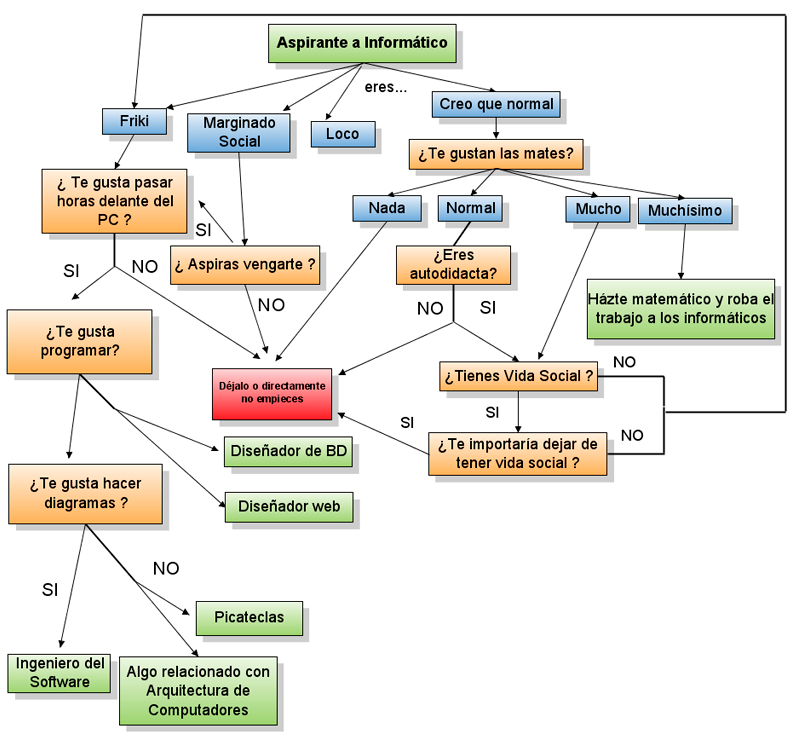 Aspirante a Informático
eres...
Friki
Marginado
Social
Loco
Creo que normal
¿Te gustan las mates?
¿ Te gusta pasar
horas delante del
PC ?
Nada
Normal
Mucho
Muchísimo
SI
¿ Aspiras vengarte ?
¿Eres
autodidacta?
SI
NO
NO
NO
SI
Házte matemático y roba el
trabajo a los informáticos
¿Te gusta
programar?
Déjalo o directamente
no empieces
¿Tienes Vida Social ?
NO
SI
SI
¿Te importaría dejar de
tener vida social ?
NO
Diseñador de BD
¿Te gusta hacer
diagramas ?
Diseñador web
SI
NO
Picateclas
Ingeniero del
Software
Algo relacionado con
Arquitectura de
Computadores